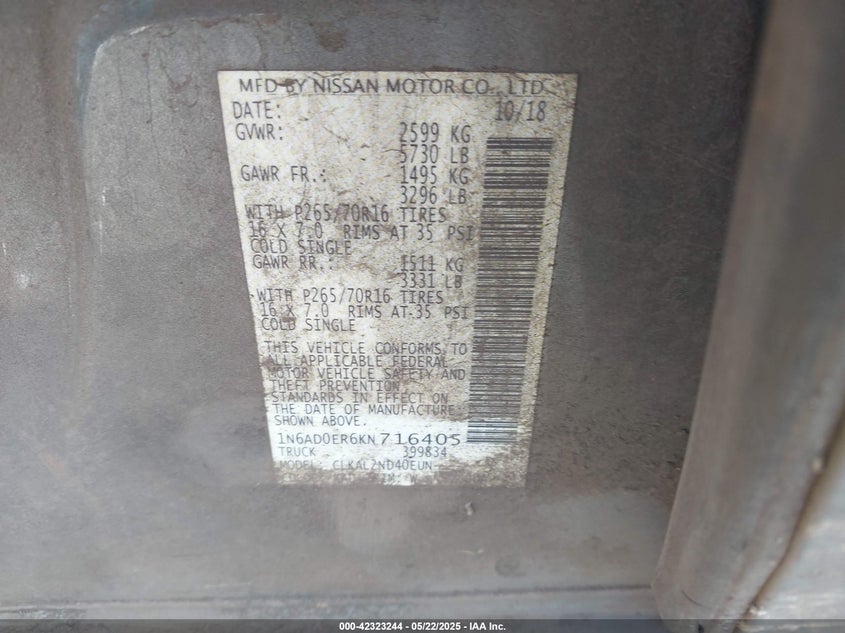 MFD BY NISSAN MOTOR CO., LTD
DATE: 10/18
GVWR: 2599 KG
5730 LB
GAWR FR.: 1495 KG
3296 LB
WITH P265/70R16 TIRES
16 X 7.0 RIMS AT 35 PSI
COLD SINGLE
GAWR RR.: 1511 KG
3331 LB
WITH P265/70R16 TIRES
16 X 7.0 RIMS AT 35 PSI
COLD SINGLE
THIS VEHICLE CONFORMS TO
ALL APPLICABLE FEDERAL
MOTOR VEHICLE SAFETY AND
THEFT PREVENTION
STANDARDS IN EFFECT ON
THE DATE OF MANUFACTURE
SHOWN ABOVE.
1N6AD0ER6KN716405
TRUCK 399834
MODEL: CLKAL2ND40EUN-
000-42323244 - 05/22/2025 - IAA Inc.